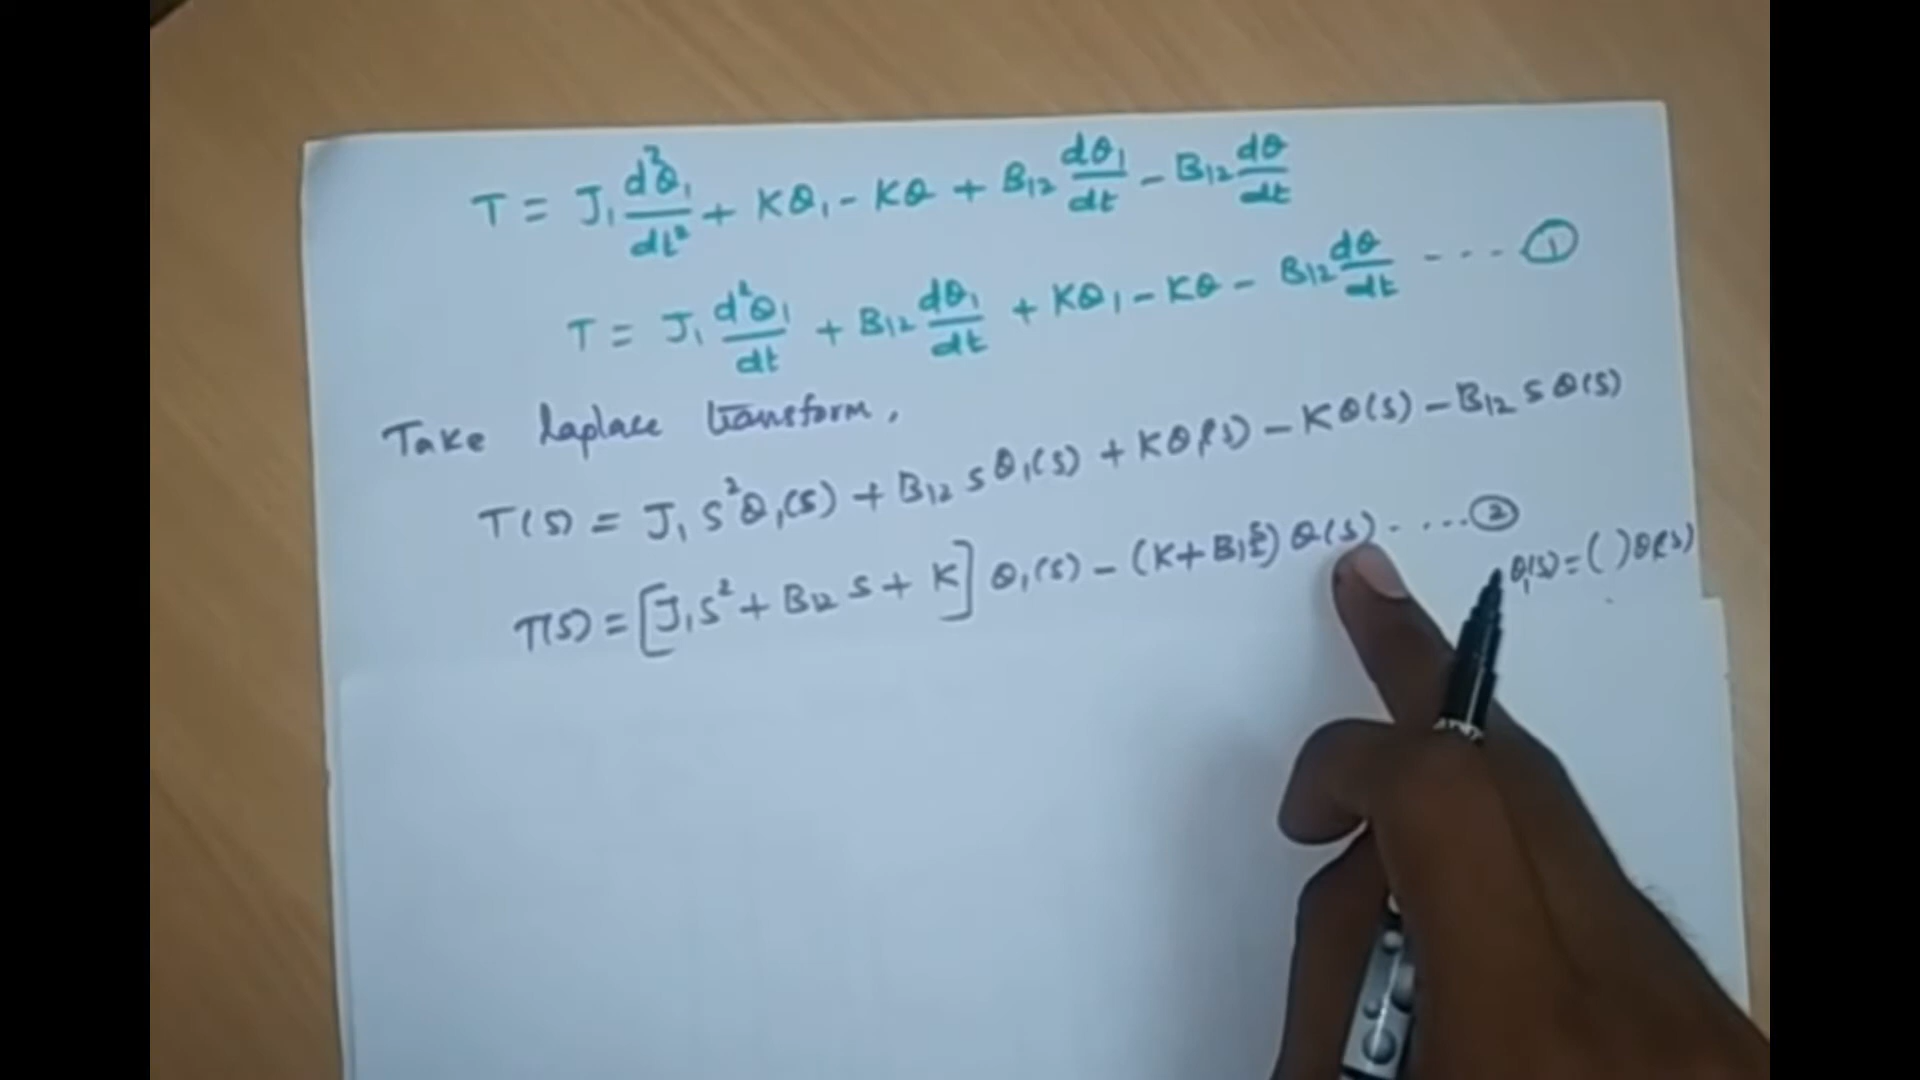 T = J₁ d²θ₁/dt² + Kθ₁ - Kθ + B₁₂ dθ₁/dt - B₁₂ dθ/dt
T = J₁ d²θ₁/dt + B₁₂ dθ₁/dt + Kθ₁ - Kθ - B₁₂ dθ/dt - - - - ①
Take laplace transform,
T(s) = J₁ s²θ₁(s) + B₁₂ sθ₁(s) + Kθ₁(s) - Kθ(s) - B₁₂ sθ(s)
T(s) = [J₁s² + B₁₂ s + K] θ₁(s) - (K + B₁₂s) θ(s) - .... ②
θ₁(s) = ( ) θ(s)